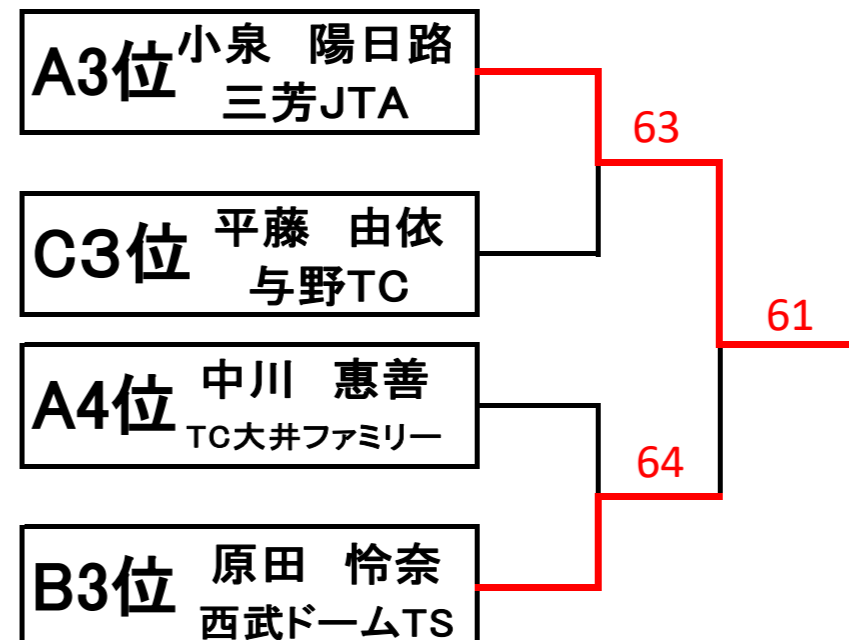 A3位 小泉 陽日路
三芳JTA
63
C3位 平藤 由依
与野TC
61
A4位 中川 惠善
TC大井ファミリー
64
B3位 原田 怜奈
西武ドームTS